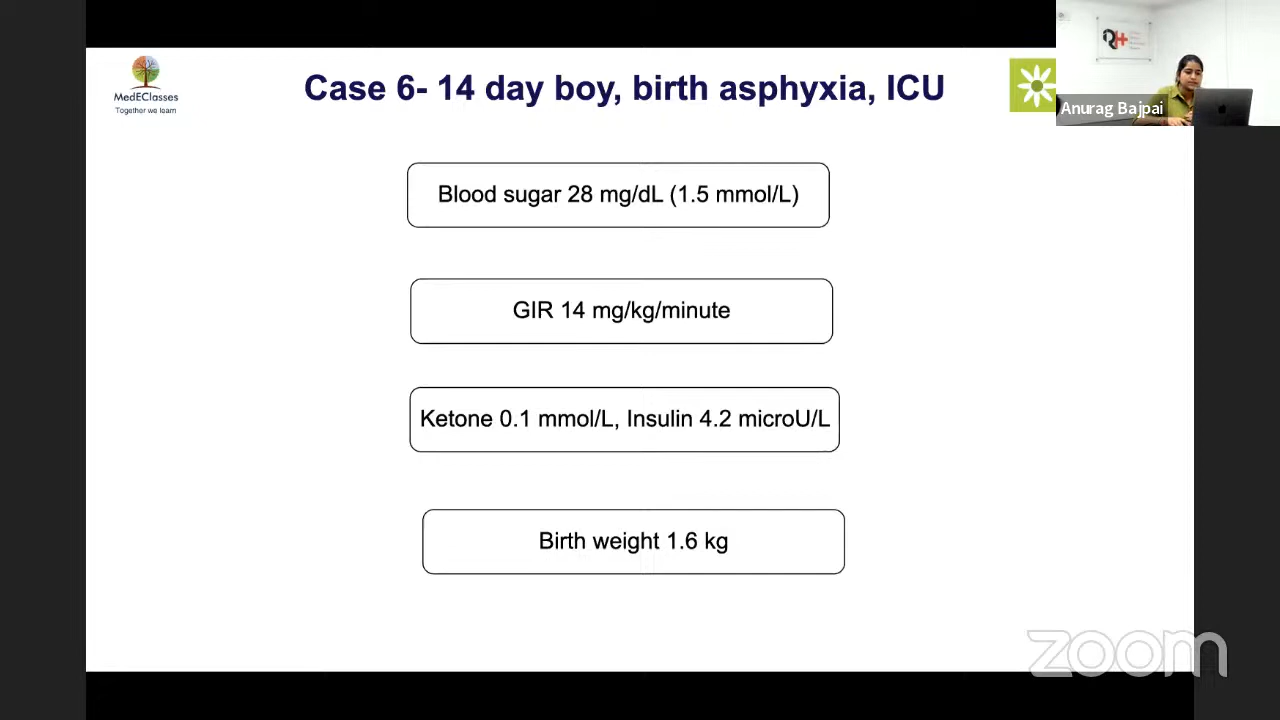 MedEClasses
Together we learn
Case 6- 14 day boy, birth asphyxia, ICU
Anurag Bajpai
Blood sugar 28 mg/dL (1.5 mmol/L)
GIR 14 mg/kg/minute
Ketone 0.1 mmol/L, Insulin 4.2 microU/L
Birth weight 1.6 kg
zoom